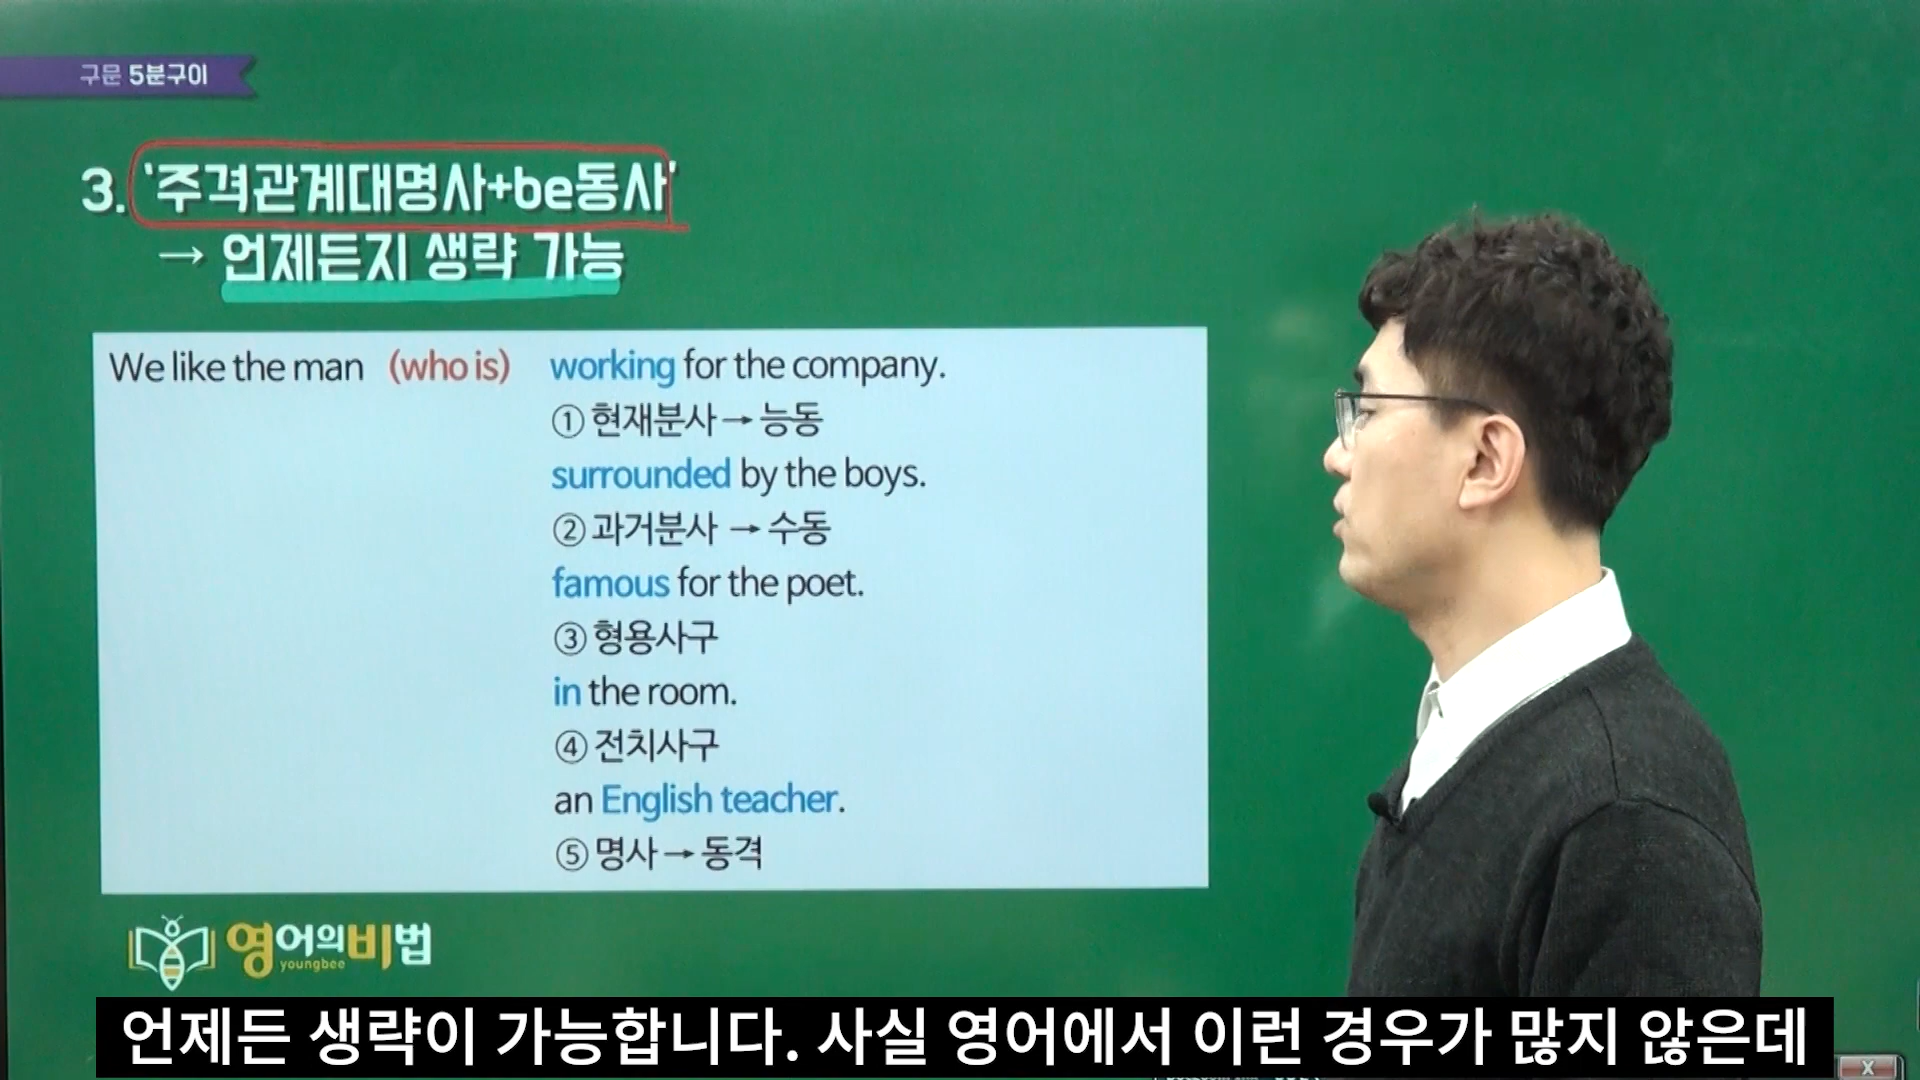 구문 5분구이
3. '주격관계대명사+be동사'
→ 언제든지 생략 가능
We like the man (who is) working for the company.
① 현재분사→능동
surrounded by the boys.
② 과거분사 →수동
famous for the poet.
③ 형용사구
in the room.
④ 전치사구
an English teacher.
⑤ 명사→동격
영어의비법
youngbee
언제든 생략이 가능합니다. 사실 영어에서 이런 경우가 많지 않은데
X